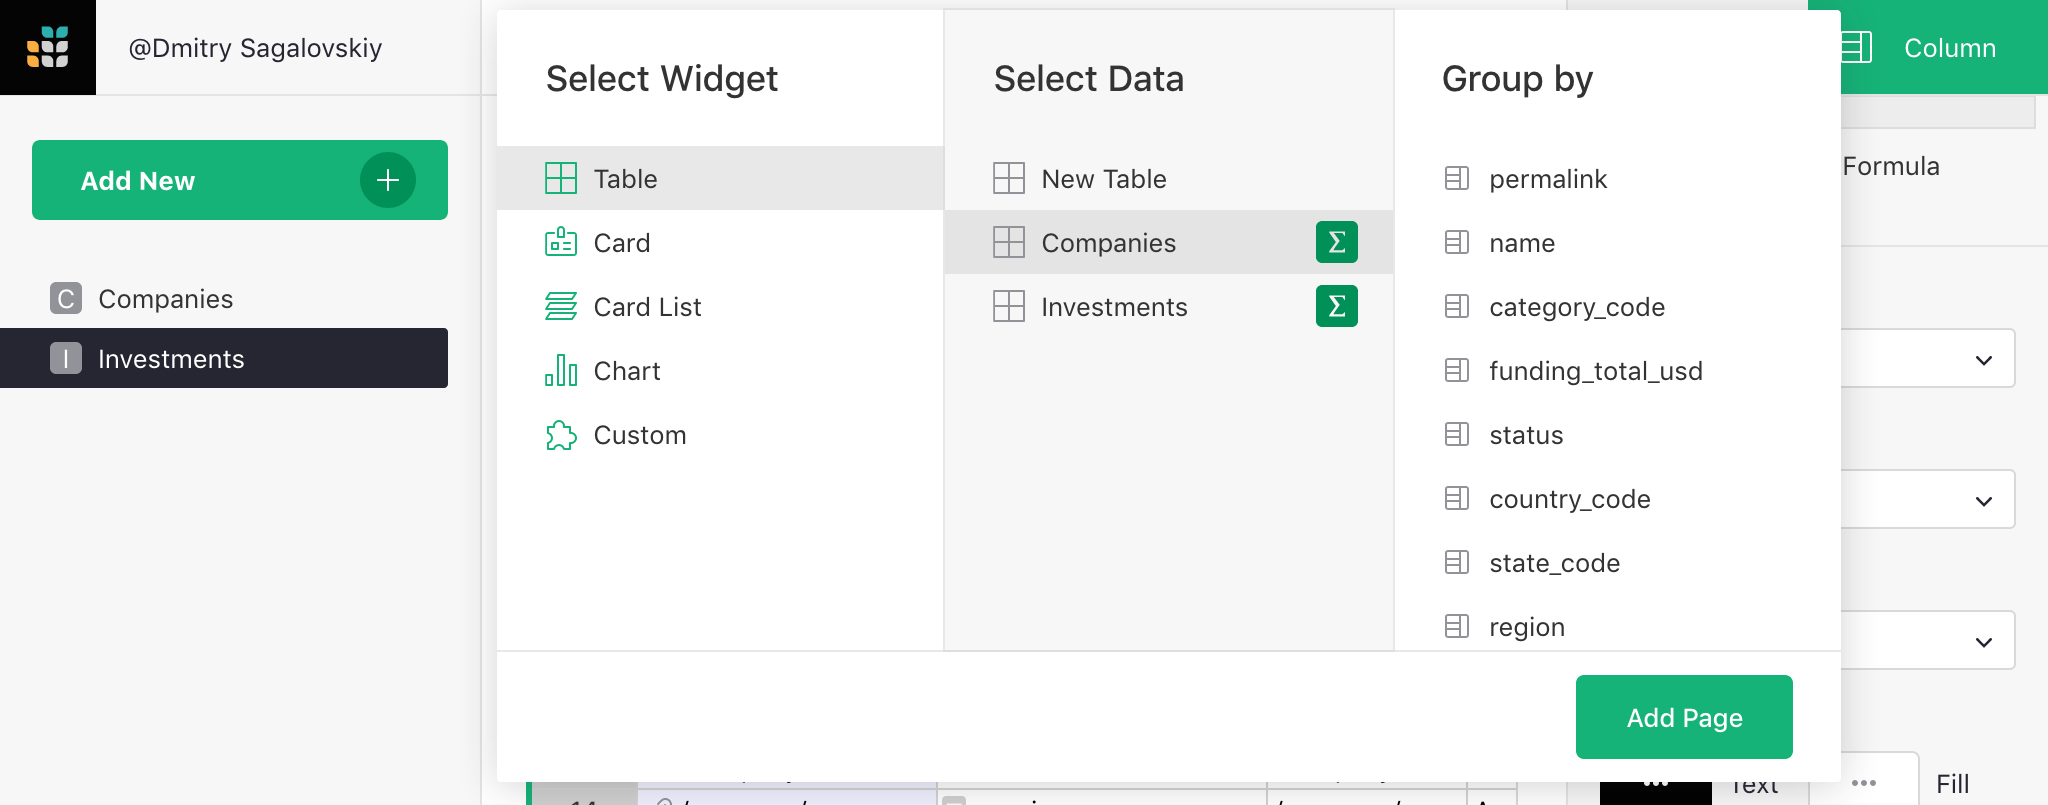 @Dmitry Sagalovskiy
Add New
C Companies
I Investments
Select Widget
Table
Card
Card List
Chart
Custom
Select Data
New Table
Companies Σ
Investments Σ
Group by
permalink
name
category_code
funding_total_usd
status
country_code
state_code
region
Add Page
Column
Formula
Text
Fill